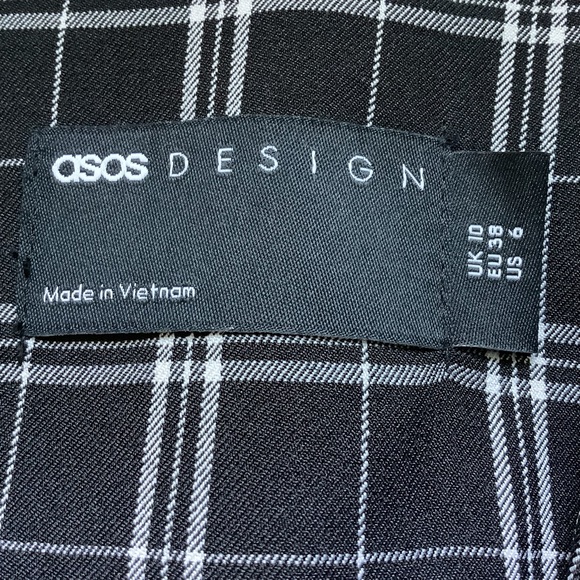 asos DESIGN
Made in Vietnam
UK 10
EU 38
US 6